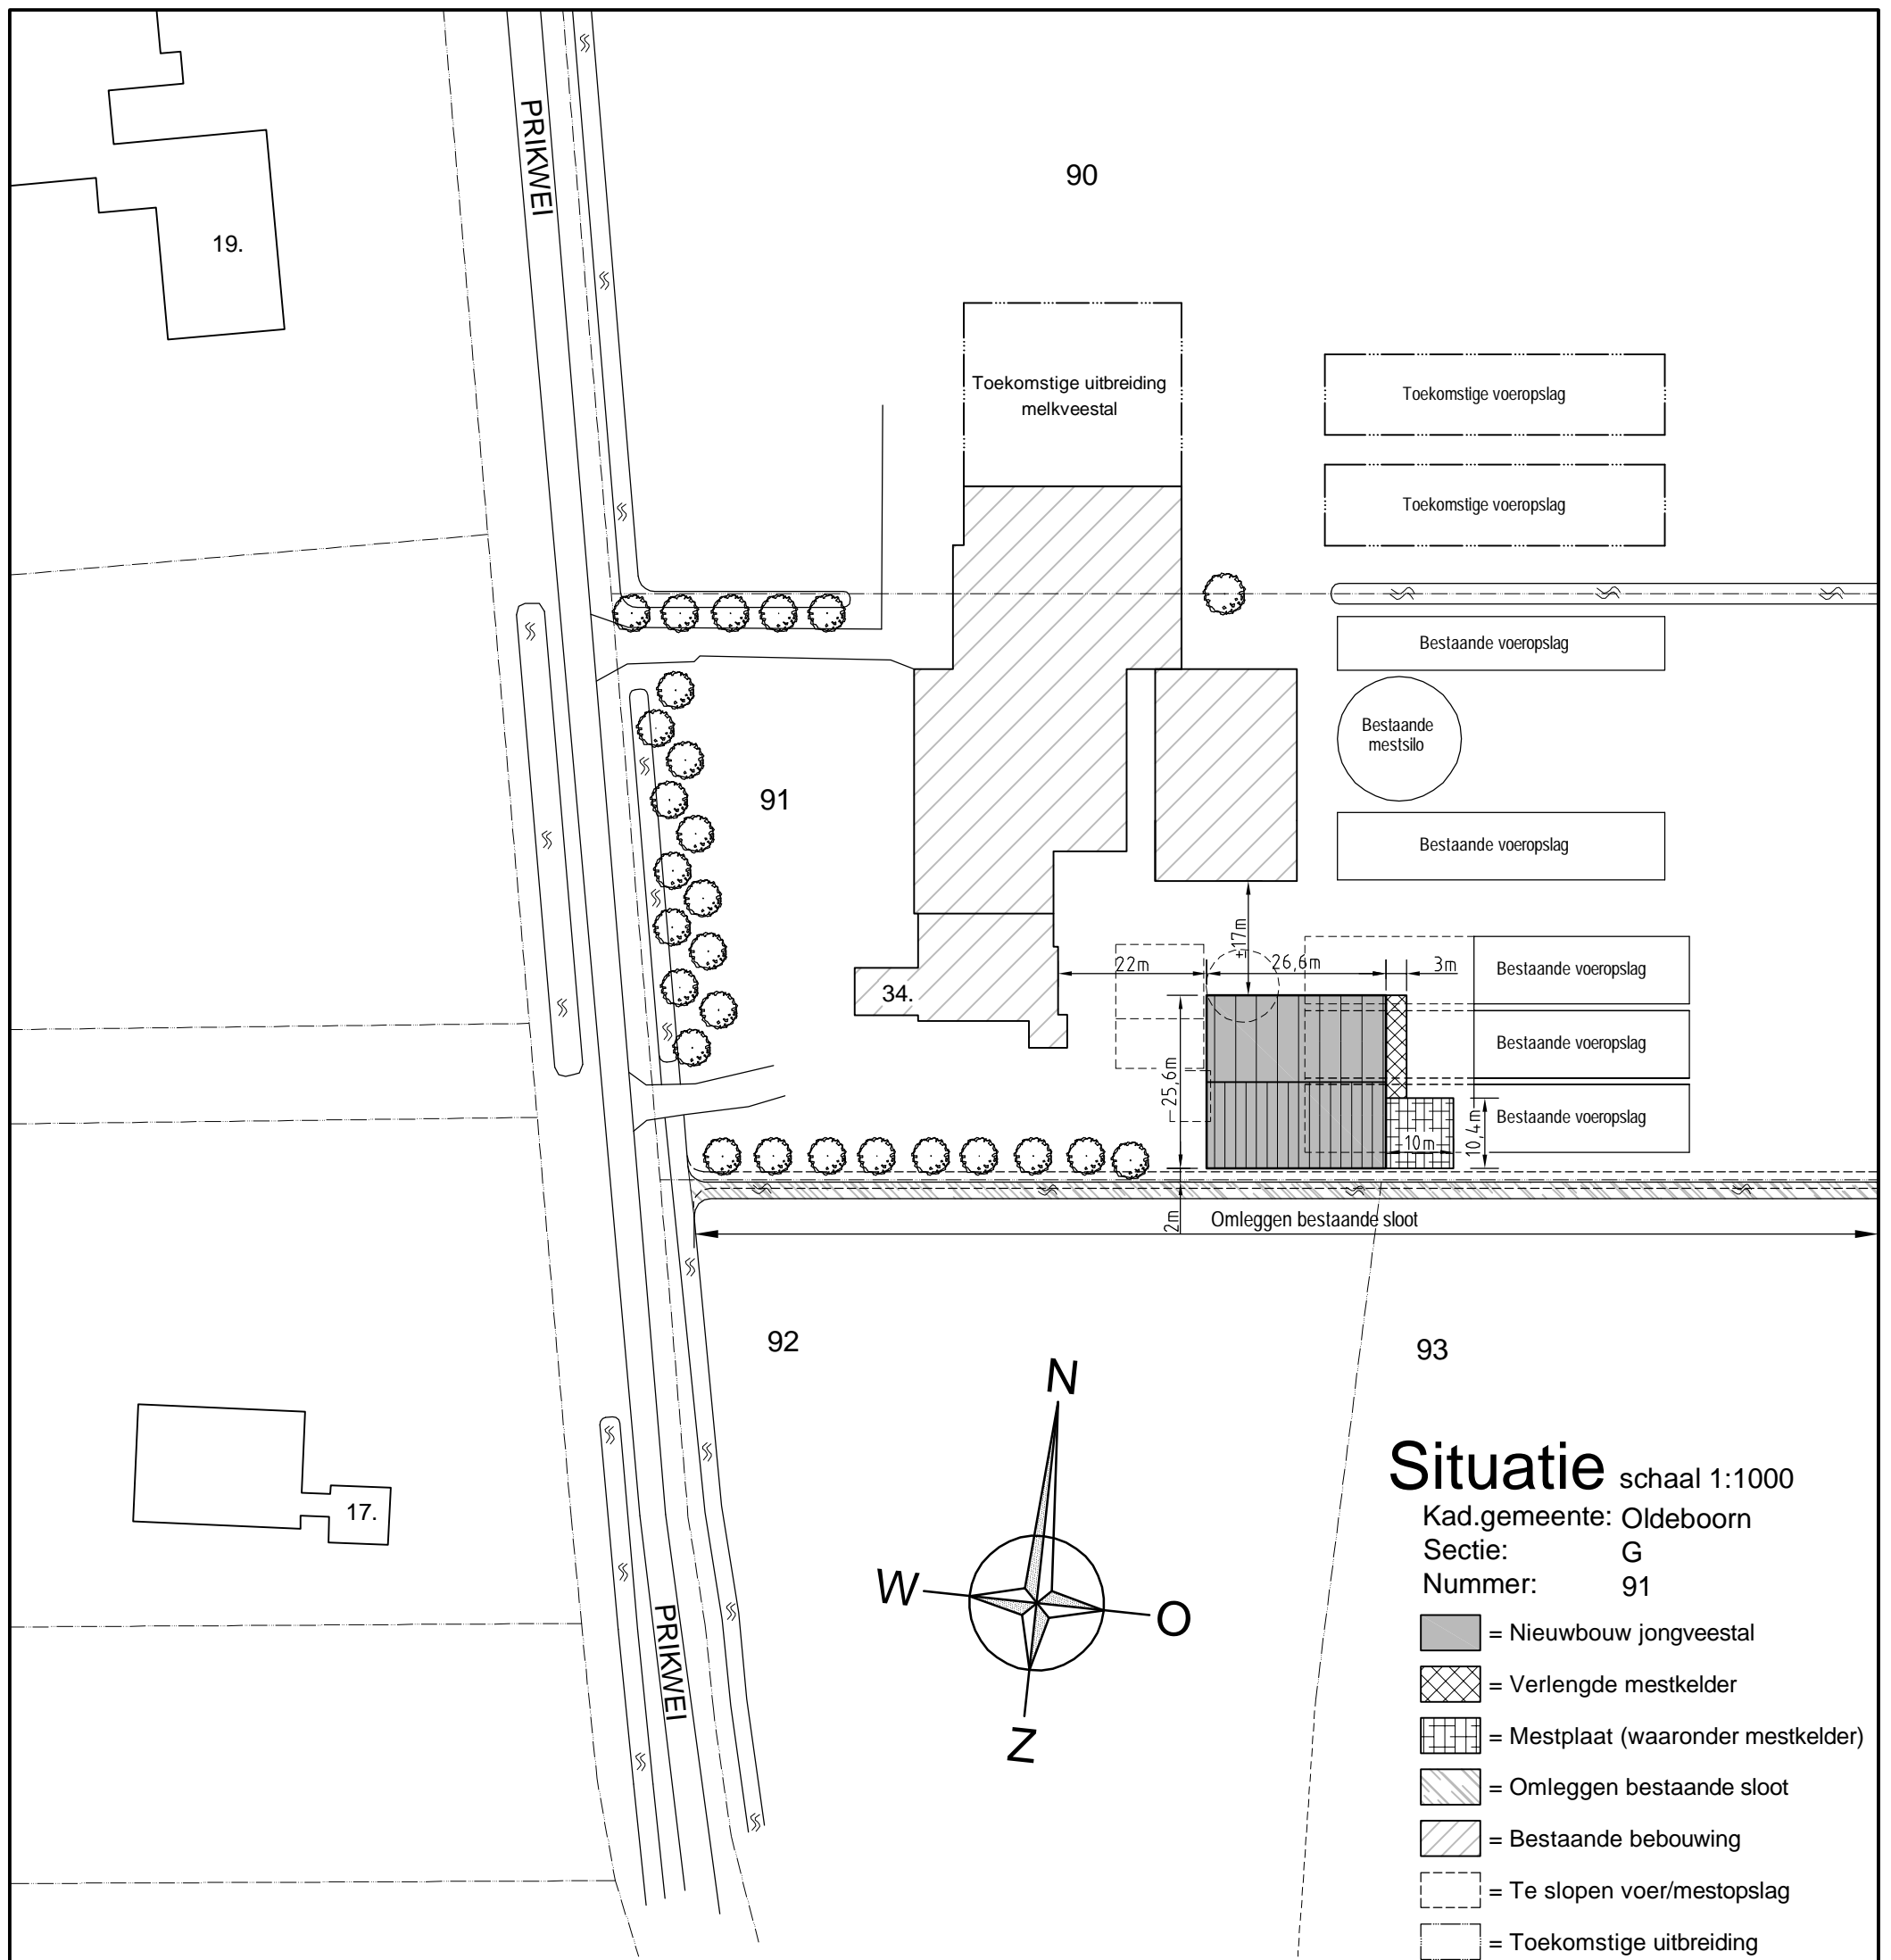 PRIKWEI
90
19.
Toekomstige uitbreiding
melkveestal
Toekomstige voeropslag
Toekomstige voeropslag
Bestaande voeropslag
Bestaande
mestsilo
Bestaande voeropslag
91
±17m
22m
26,6m
3m
Bestaande voeropslag
34.
Bestaande voeropslag
25,6m
Bestaande voeropslag
10m
10,4m
2m
Omleggen bestaande sloot
92
93
N
W
O
Z
17.
PRIKWEI
Situatie schaal 1:1000
Kad.gemeente: Oldeboorn
Sectie: G
Nummer: 91
= Nieuwbouw jongveestal
= Verlengde mestkelder
= Mestplaat (waaronder mestkelder)
= Omleggen bestaande sloot
= Bestaande bebouwing
= Te slopen voer/mestopslag
= Toekomstige uitbreiding